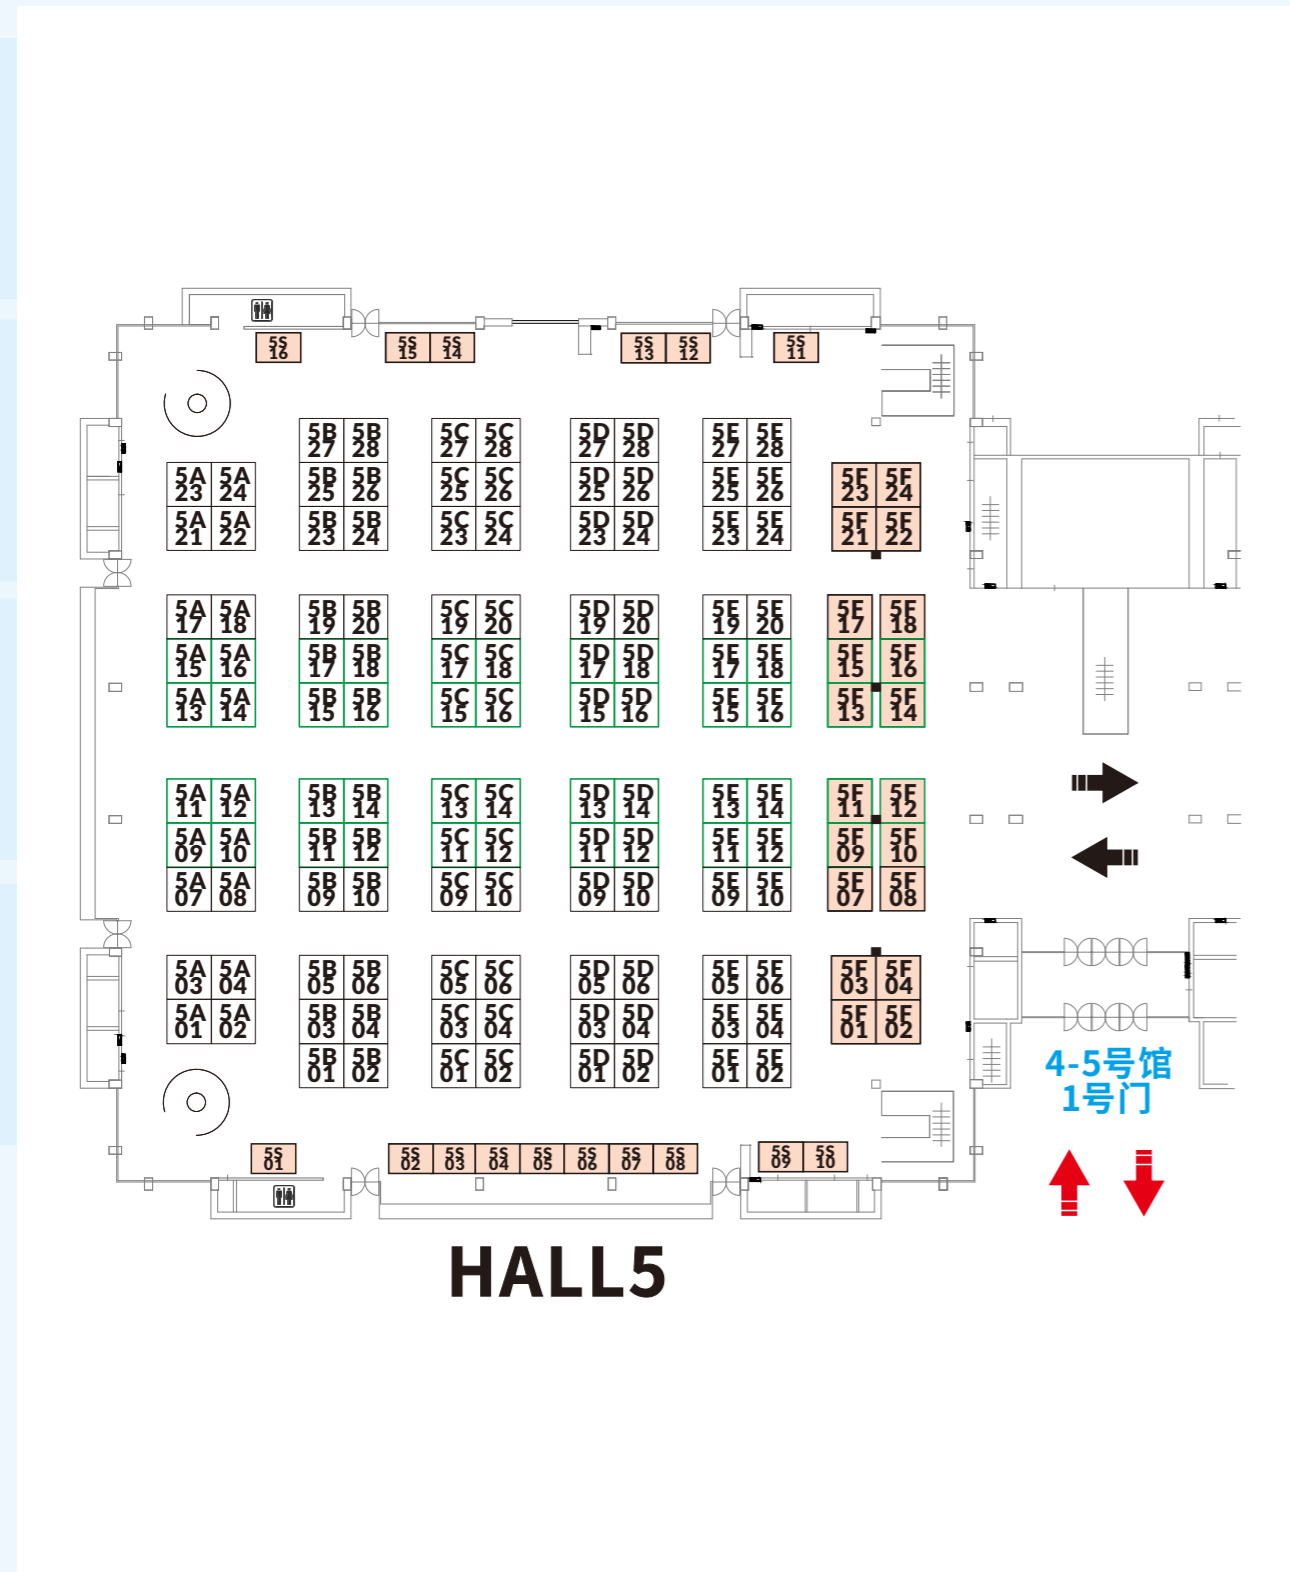 5S 16
5S 15 5S 14
5S 13 5S 12
5S 11
5B 27 5B 28 5C 27 5C 28 5D 27 5D 28 5E 27 5E 28
5A 23 5A 24 5B 25 5B 26 5C 25 5C 26 5D 25 5D 26 5E 25 5E 26 5F 23 5F 24
5A 21 5A 22 5B 23 5B 24 5C 23 5C 24 5D 23 5D 24 5E 23 5E 24 5F 21 5F 22
5A 17 5A 18 5B 19 5B 20 5C 19 5C 20 5D 19 5D 20 5E 19 5E 20 5F 17 5F 18
5A 15 5A 16 5B 17 5B 18 5C 17 5C 18 5D 17 5D 18 5E 17 5E 18 5F 15 5F 16
5A 13 5A 14 5B 15 5B 16 5C 15 5C 16 5D 15 5D 16 5E 15 5E 16 5F 13 5F 14
5A 11 5A 12 5B 13 5B 14 5C 13 5C 14 5D 13 5D 14 5E 13 5E 14 5F 11 5F 12
5A 09 5A 10 5B 11 5B 12 5C 11 5C 12 5D 11 5D 12 5E 11 5E 12 5F 09 5F 10
5A 07 5A 08 5B 09 5B 10 5C 09 5C 10 5D 09 5D 10 5E 09 5E 10 5F 07 5F 08
5A 03 5A 04 5B 05 5B 06 5C 05 5C 06 5D 05 5D 06 5E 05 5E 06 5F 03 5F 04
5A 01 5A 02 5B 03 5B 04 5C 03 5C 04 5D 03 5D 04 5E 03 5E 04 5F 01 5F 02
5B 01 5B 02 5C 01 5C 02 5D 01 5D 02 5E 01 5E 02
4-5号馆
1号门
5S 01
5S 02 5S 03 5S 04 5S 05 5S 06 5S 07 5S 08
5S 09 5S 10
HALL5